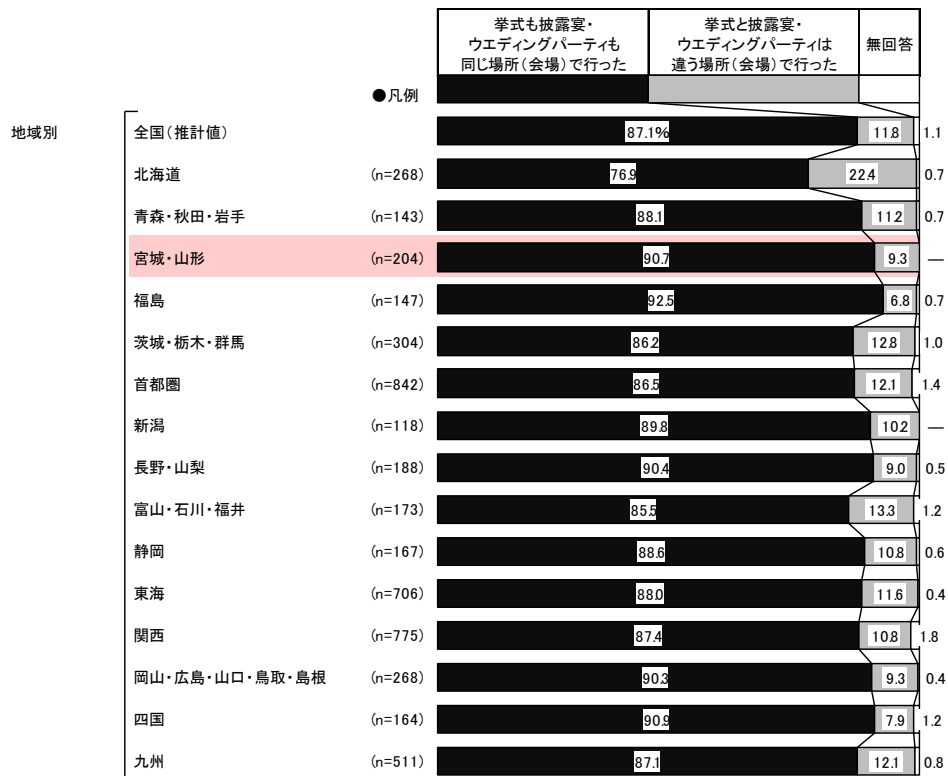 挙式も披露宴・
ウエディングパーティも
同じ場所（会場）で行った
挙式と披露宴・
ウエディングパーティは
違う場所（会場）で行った
無回答
●凡例
地域別
全国（推計値） 87.1% 11.8 1.1
北海道 （n=268） 76.9 22.4 0.7
青森・秋田・岩手 （n=143） 88.1 11.2 0.7
宮城・山形 （n=204） 90.7 9.3 —
福島 （n=147） 92.5 6.8 0.7
茨城・栃木・群馬 （n=304） 86.2 12.8 1.0
首都圏 （n=842） 86.5 12.1 1.4
新潟 （n=118） 89.8 10.2 —
長野・山梨 （n=188） 90.4 9.0 0.5
富山・石川・福井 （n=173） 85.5 13.3 1.2
静岡 （n=167） 88.6 10.8 0.6
東海 （n=706） 88.0 11.6 0.4
関西 （n=775） 87.4 10.8 1.8
岡山・広島・山口・鳥取・島根 （n=268） 90.3 9.3 0.4
四国 （n=164） 90.9 7.9 1.2
九州 （n=511） 87.1 12.1 0.8